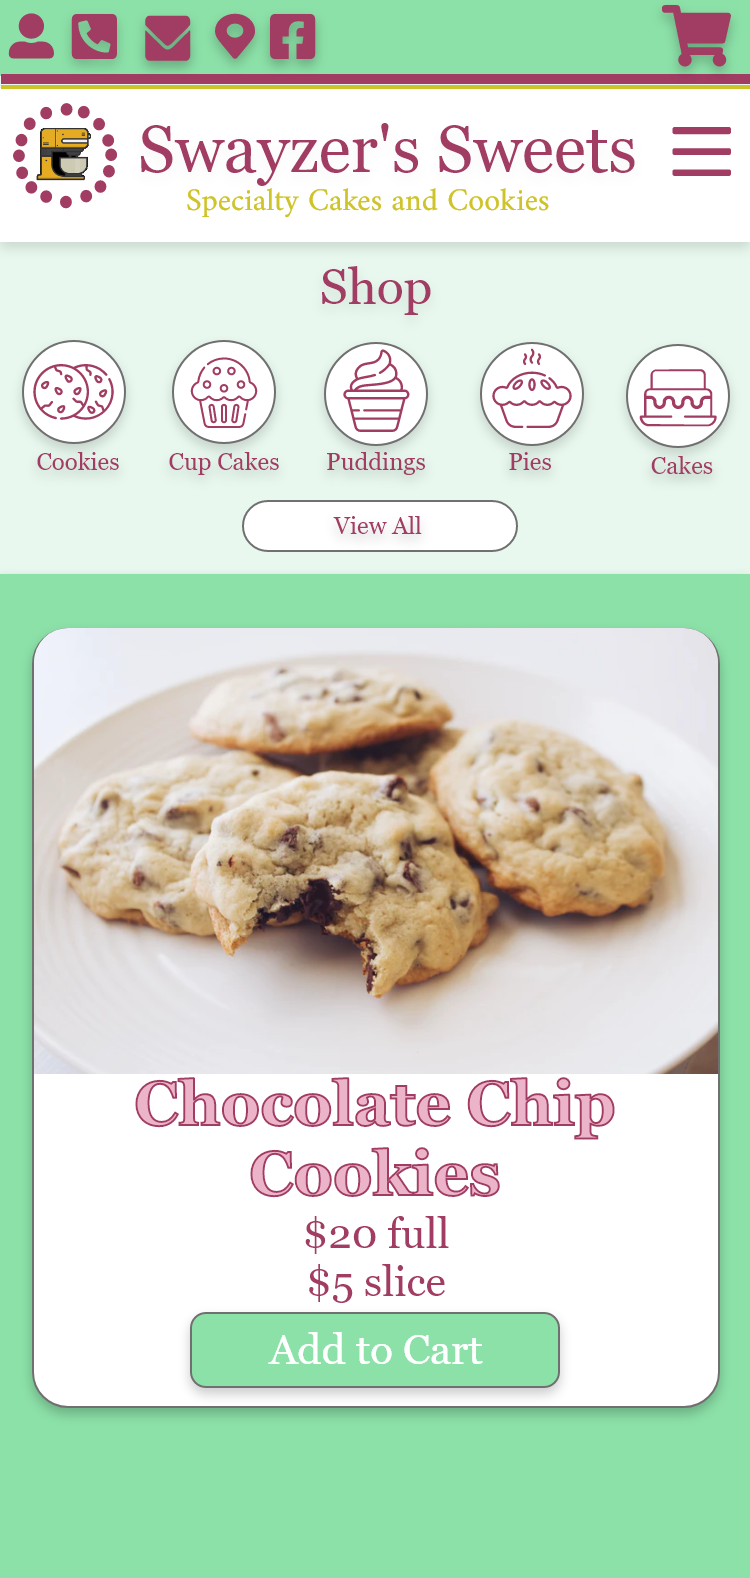 Swayzer's Sweets
Specialty Cakes and Cookies
Shop
Cookies
Cup Cakes
Puddings
Pies
Cakes
View All
Chocolate Chip
Cookies
$20 full
$5 slice
Add to Cart